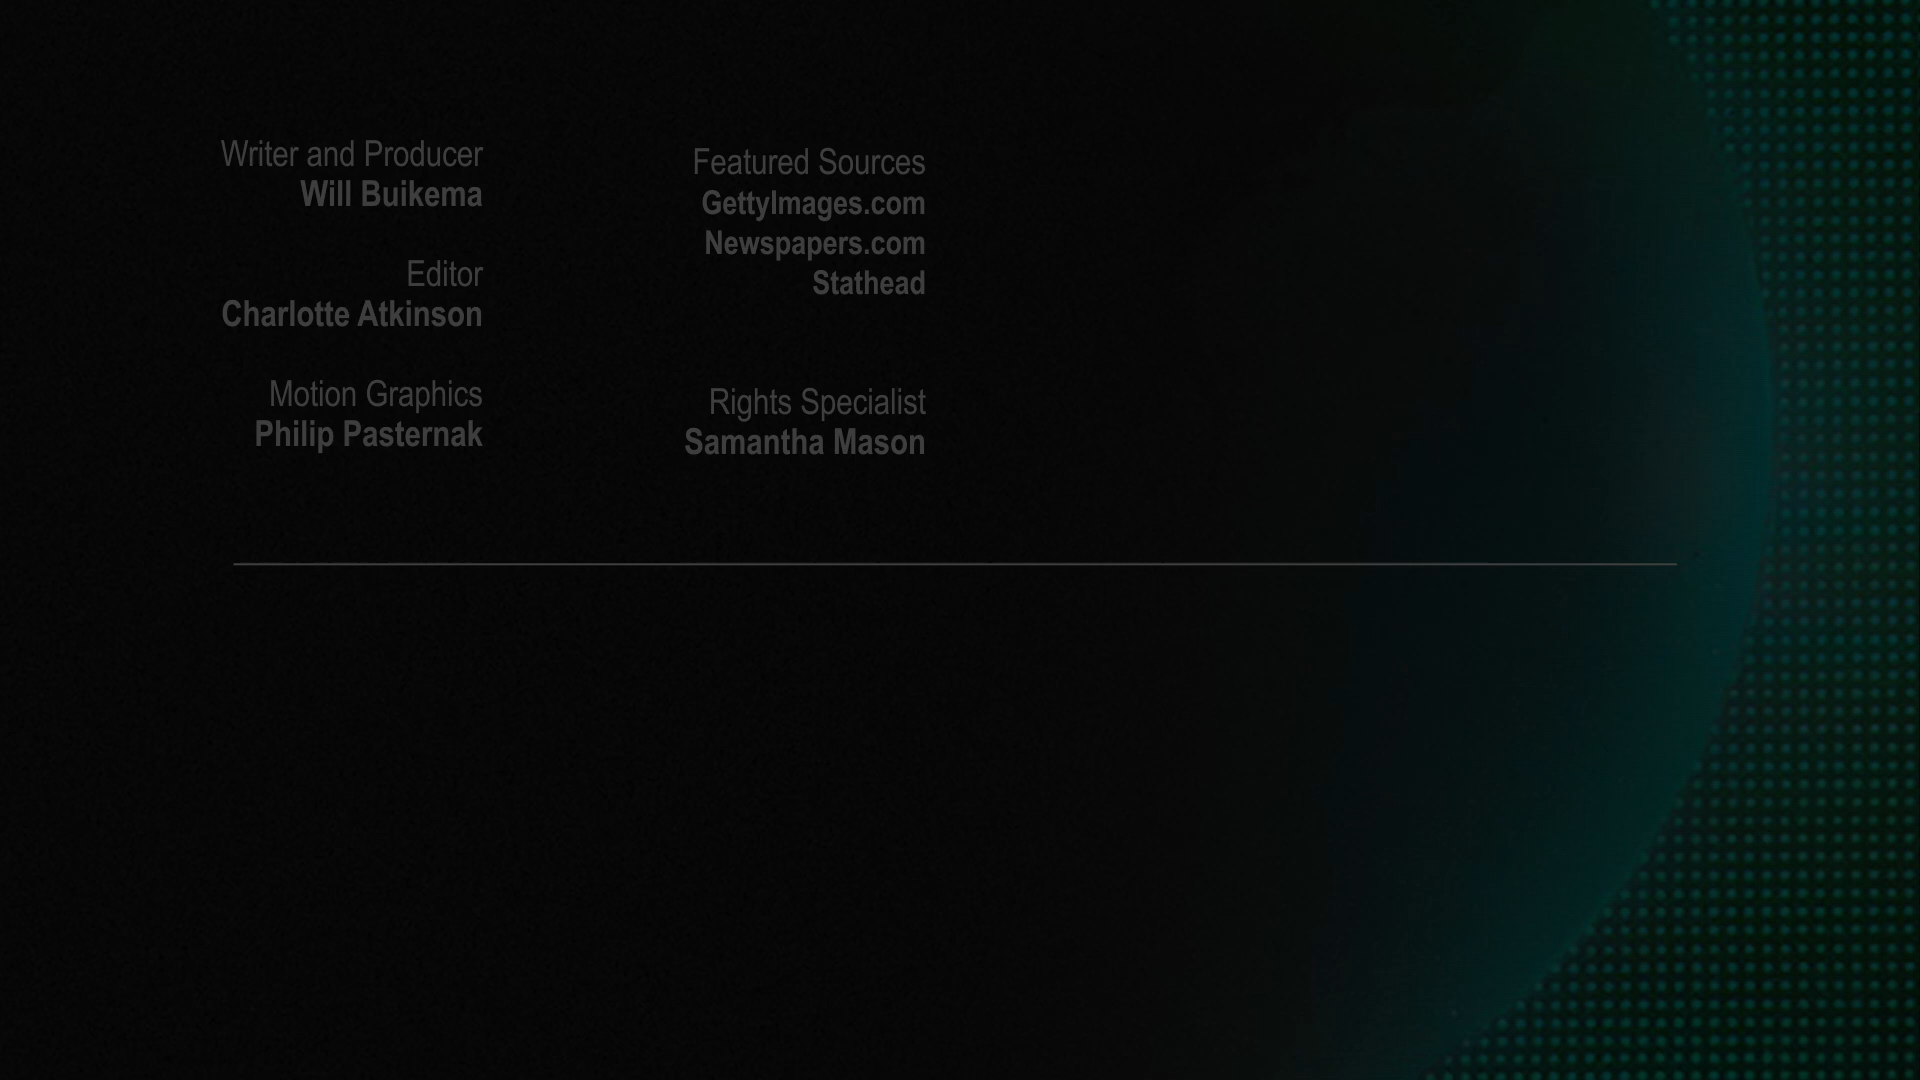 Writer and Producer
Will Buikema
Editor
Charlotte Atkinson
Motion Graphics
Philip Pasternak
Featured Sources
GettyImages.com
Newspapers.com
Stathead
Rights Specialist
Samantha Mason